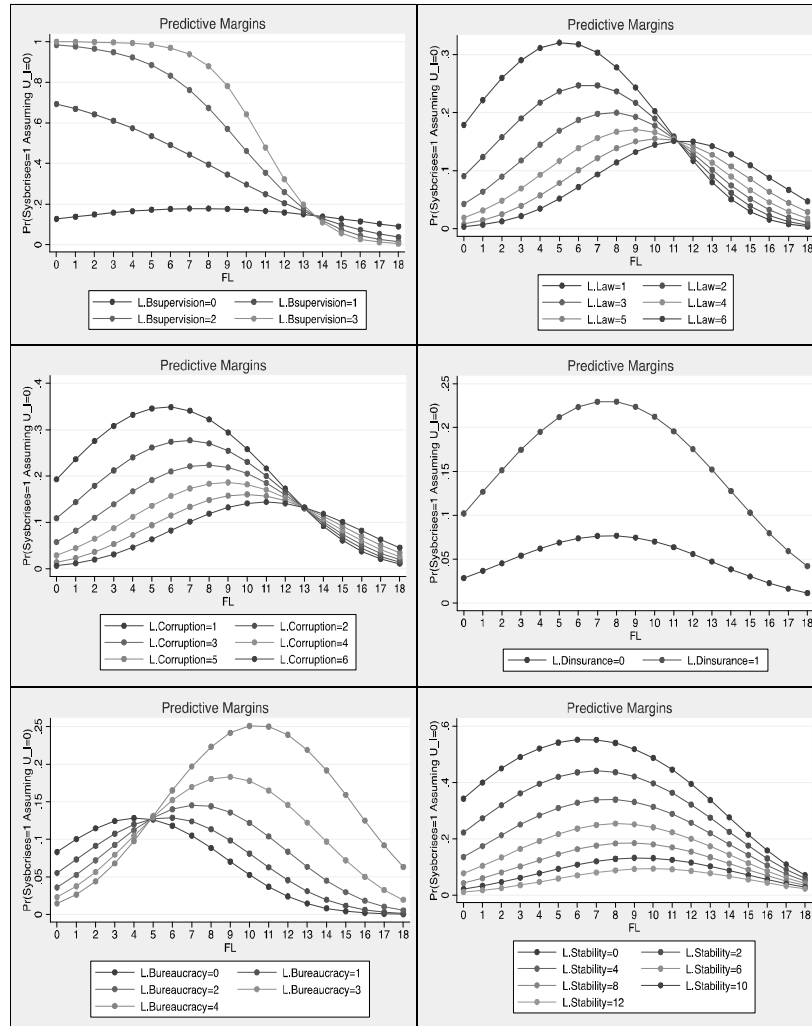 Predictive Margins
Pr(Sysbcrises=1 Assuming U_I=0)
1
.8
.6
.4
.2
0
0 1 2 3 4 5 6 7 8 9 10 11 12 13 14 15 16 17 18
FL
L.Bsupervision=0 L.Bsupervision=1
L.Bsupervision=2 L.Bsupervision=3
Predictive Margins
Pr(Sysbcrises=1 Assuming U_I=0)
.3
.2
.1
0
0 1 2 3 4 5 6 7 8 9 10 11 12 13 14 15 16 17 18
FL
L.Law=1 L.Law=2
L.Law=3 L.Law=4
L.Law=5 L.Law=6
Predictive Margins
Pr(Sysbcrises=1 Assuming U_I=0)
.4
.3
.2
.1
0
0 1 2 3 4 5 6 7 8 9 10 11 12 13 14 15 16 17 18
FL
L.Corruption=1 L.Corruption=2
L.Corruption=3 L.Corruption=4
L.Corruption=5 L.Corruption=6
Predictive Margins
Pr(Sysbcrises=1 Assuming U_I=0)
.25
.2
.15
.1
.05
0
0 1 2 3 4 5 6 7 8 9 10 11 12 13 14 15 16 17 18
FL
L.Dinsurance=0 L.Dinsurance=1
Predictive Margins
Pr(Sysbcrises=1 Assuming U_I=0)
.25
.2
.15
.1
.05
0
0 1 2 3 4 5 6 7 8 9 10 11 12 13 14 15 16 17 18
FL
L.Bureaucracy=0 L.Bureaucracy=1
L.Bureaucracy=2 L.Bureaucracy=3
L.Bureaucracy=4
Predictive Margins
Pr(Sysbcrises=1 Assuming U_I=0)
.6
.4
.2
0
0 1 2 3 4 5 6 7 8 9 10 11 12 13 14 15 16 17 18
FL
L.Stability=0 L.Stability=2
L.Stability=4 L.Stability=6
L.Stability=8 L.Stability=10
L.Stability=12